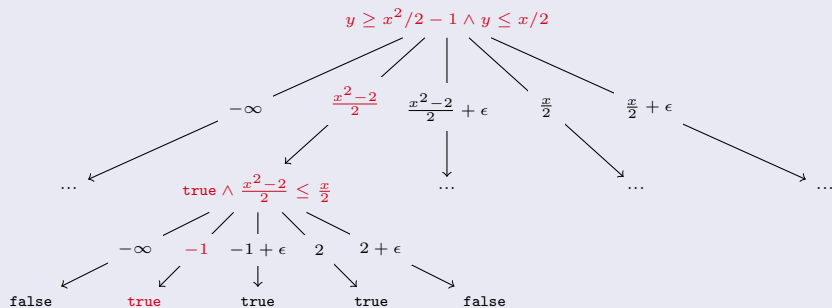 y ≥ x²/2 − 1 ∧ y ≤ x/2
−∞ (x²−2)/2 (x²−2)/2 + ϵ x/2 x/2 + ϵ
... true ∧ (x²−2)/2 ≤ x/2 ... ... ...
−∞ −1 −1 + ϵ 2 2 + ϵ
false true true true false